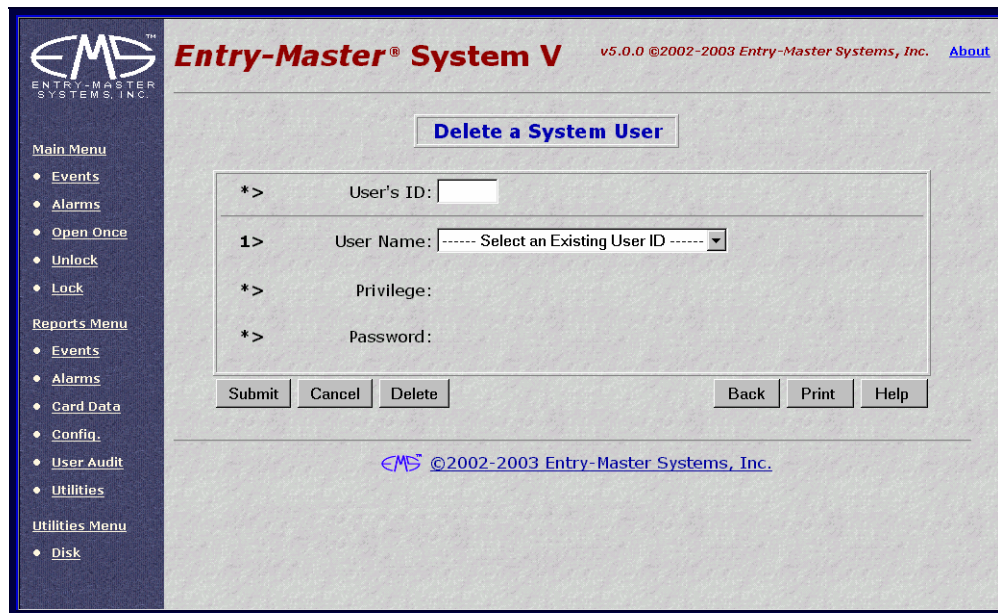 EMS™
ENTRY-MASTER
SYSTEMS, INC.
Entry-Master® System V
v5.0.0 ©2002-2003 Entry-Master Systems, Inc.
About
Main Menu
Events
Alarms
Open Once
Unlock
Lock
Reports Menu
Events
Alarms
Card Data
Config.
User Audit
Utilities
Utilities Menu
Disk
Delete a System User
*> User's ID:
1> User Name: ------ Select an Existing User ID ------
*> Privilege:
*> Password:
Submit Cancel Delete Back Print Help
EMS ©2002-2003 Entry-Master Systems, Inc.